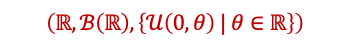 (ℝ, ℬ(ℝ), {𝒰(0, θ) | θ ∈ ℝ})